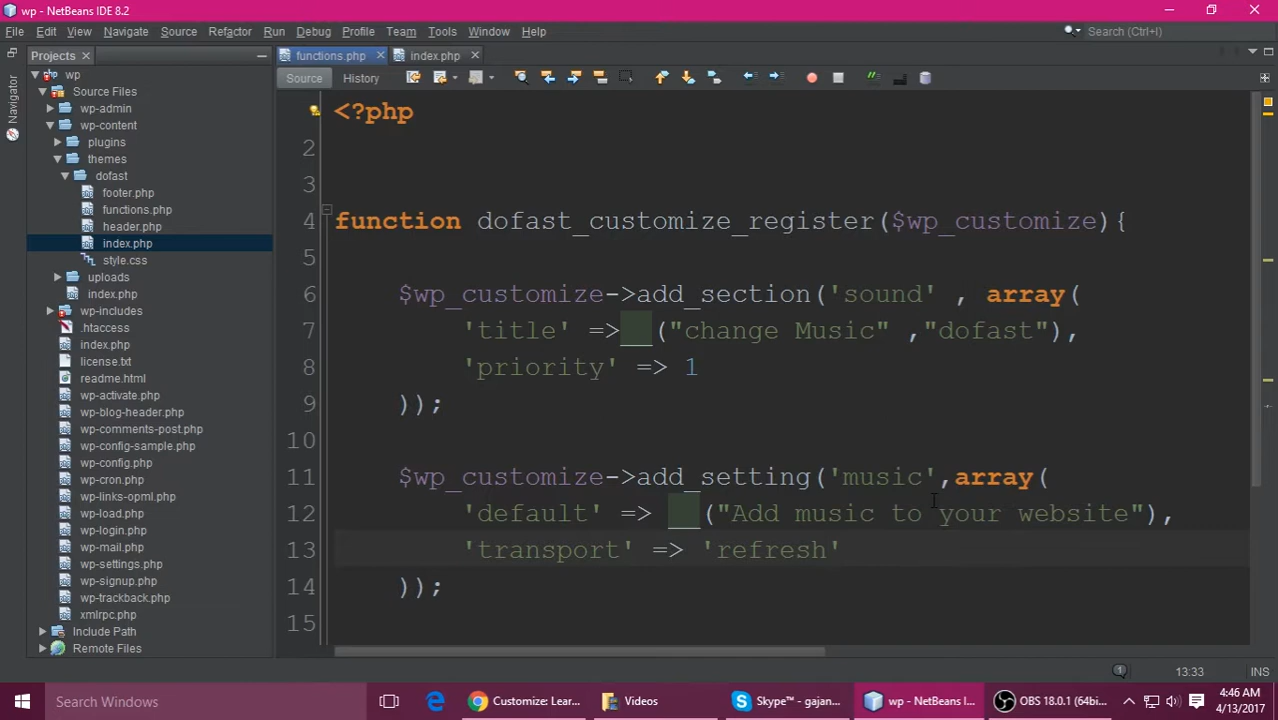 wp - NetBeans IDE 8.2
File Edit View Navigate Source Refactor Run Debug Profile Team Tools Window Help Search (Ctrl+I)
Projects functions.php index.php
Navigator
Source History
wp
Source Files
wp-admin
wp-content
plugins
themes
dofast
footer.php
functions.php
header.php
index.php
style.css
uploads
index.php
wp-includes
.htaccess
index.php
license.txt
readme.html
wp-activate.php
wp-blog-header.php
wp-comments-post.php
wp-config-sample.php
wp-config.php
wp-cron.php
wp-links-opml.php
wp-load.php
wp-login.php
wp-mail.php
wp-settings.php
wp-signup.php
wp-trackback.php
xmlrpc.php
Include Path
Remote Files
<?php
2
3
4 function dofast_customize_register($wp_customize){
5
6 $wp_customize->add_section('sound' , array(
7 'title' =>__("change Music" ,"dofast"),
8 'priority' => 1
9 ));
10
11 $wp_customize->add_setting('music',array(
12 'default' => __("Add music to your website"),
13 'transport' => 'refresh'
14 ));
15
1 13:33 INS
Search Windows Customize: Lear... Videos Skype™ - gajan... wp - NetBeans I... OBS 18.0.1 (64bi... 4:46 AM
4/13/2017